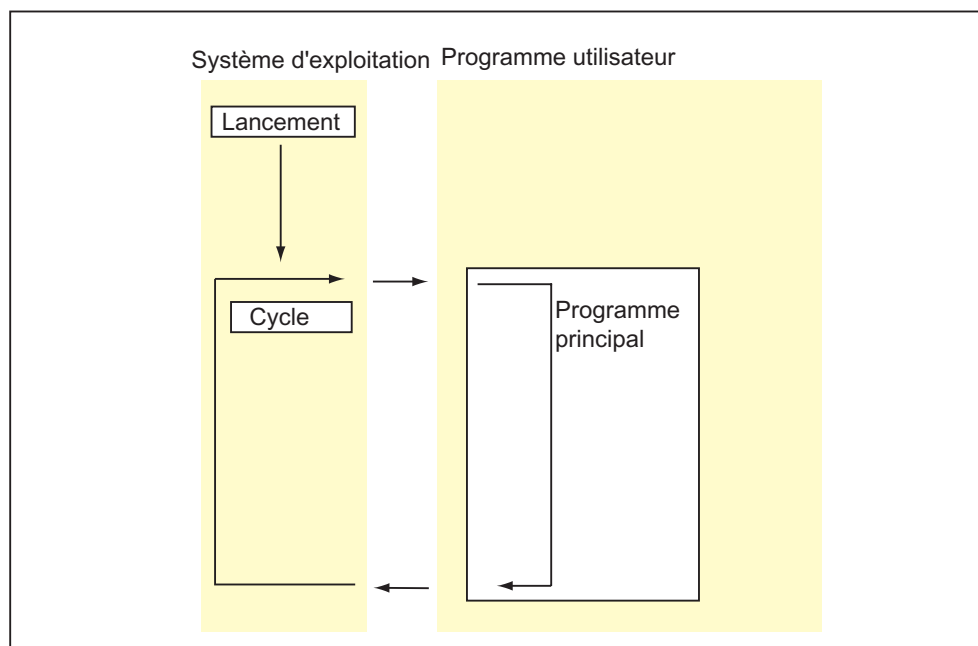 Système d'exploitation
Programme utilisateur
Lancement
Cycle
Programme
principal